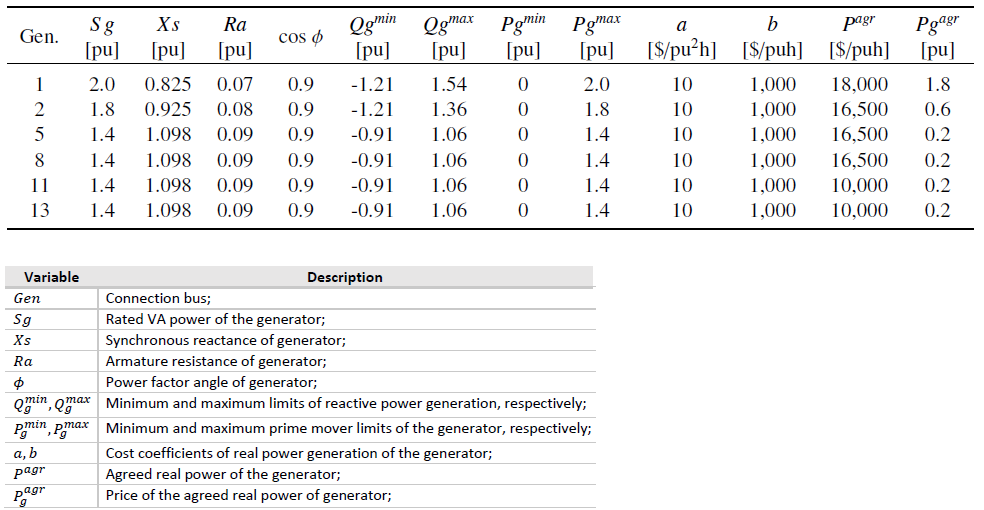 Gen. Sg [pu] Xs [pu] Ra [pu] cos ϕ Qg^min [pu] Qg^max [pu] Pg^min [pu] Pg^max [pu] a [$/pu²h] b [$/puh] P^agr [$/puh] Pg^agr [pu]
1 2.0 0.825 0.07 0.9 -1.21 1.54 0 2.0 10 1,000 18,000 1.8
2 1.8 0.925 0.08 0.9 -1.21 1.36 0 1.8 10 1,000 16,500 0.6
5 1.4 1.098 0.09 0.9 -0.91 1.06 0 1.4 10 1,000 16,500 0.2
8 1.4 1.098 0.09 0.9 -0.91 1.06 0 1.4 10 1,000 16,500 0.2
11 1.4 1.098 0.09 0.9 -0.91 1.06 0 1.4 10 1,000 10,000 0.2
13 1.4 1.098 0.09 0.9 -0.91 1.06 0 1.4 10 1,000 10,000 0.2
Variable Description
Gen Connection bus;
Sg Rated VA power of the generator;
Xs Synchronous reactance of generator;
Ra Armature resistance of generator;
ϕ Power factor angle of generator;
Q_g^min, Q_g^max Minimum and maximum limits of reactive power generation, respectively;
P_g^min, P_g^max Minimum and maximum prime mover limits of the generator, respectively;
a, b Cost coefficients of real power generation of the generator;
P^agr Agreed real power of the generator;
P_g^agr Price of the agreed real power of generator;